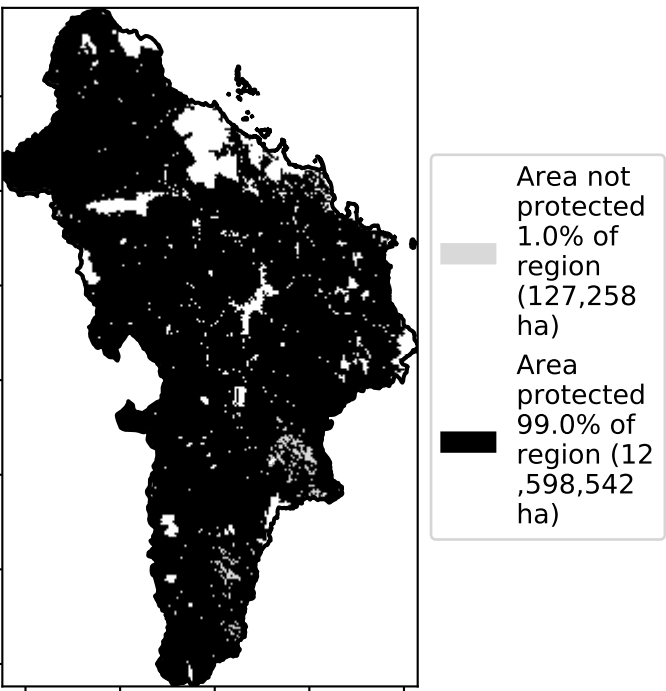 Area not
protected
1.0% of
region
(127,258
ha)
Area
protected
99.0% of
region (12
,598,542
ha)